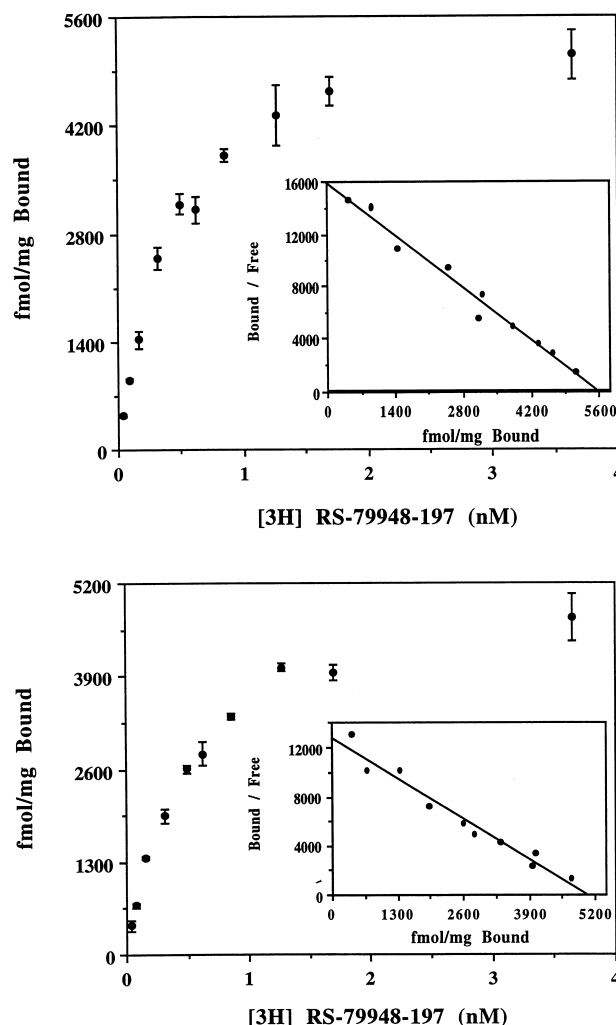 5600
4200
2800
1400
0
fmol/mg Bound
16000
12000
8000
4000
0
Bound / Free
0 1400 2800 4200 5600
fmol/mg Bound
0 1 2 3 4
[3H] RS-79948-197 (nM)
5200
3900
2600
1300
0
fmol/mg Bound
12000
8000
4000
0
Bound / Free
0 1300 2600 3900 5200
fmol/mg Bound
0 1 2 3 4
[3H] RS-79948-197 (nM)